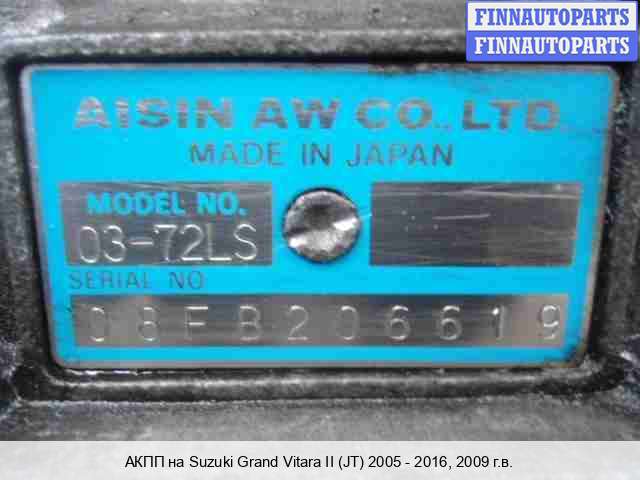 FINNAUTOPARTS
FINNAUTOPARTS
AISIN AW CO., LTD
MADE IN JAPAN
MODEL NO.
03-72LS
SERIAL NO
08FB206619
АКПП на Suzuki Grand Vitara II (JT) 2005 - 2016, 2009 г.в.